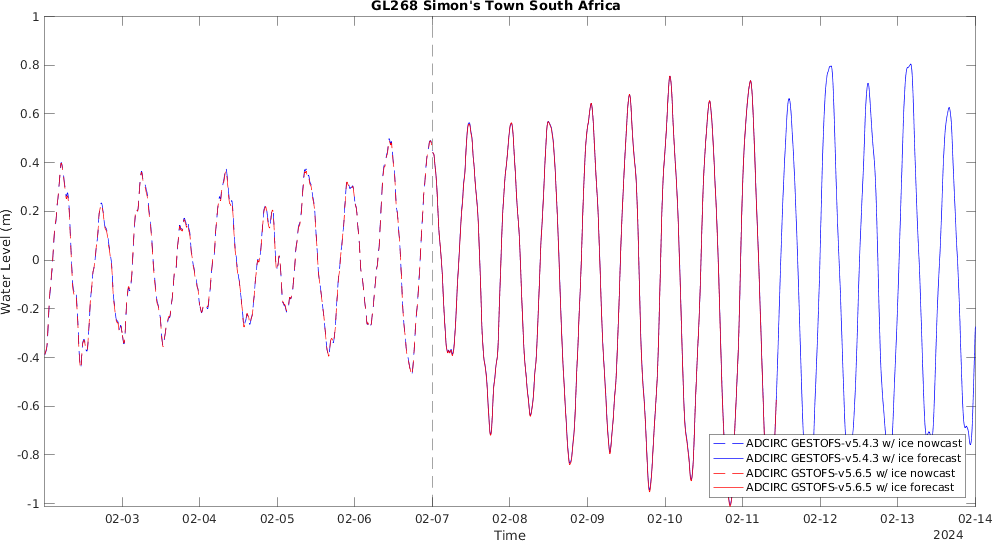 GL268 Simon's Town South Africa
1
0.8
0.6
0.4
0.2
0
-0.2
-0.4
-0.6
-0.8
-1
Water Level (m)
ADCIRC GESTOFS-v5.4.3 w/ ice nowcast
ADCIRC GESTOFS-v5.4.3 w/ ice forecast
ADCIRC GSTOFS-v5.6.5 w/ ice nowcast
ADCIRC GSTOFS-v5.6.5 w/ ice forecast
02-03 02-04 02-05 02-06 02-07 02-08 02-09 02-10 02-11 02-12 02-13 02-14
Time
2024